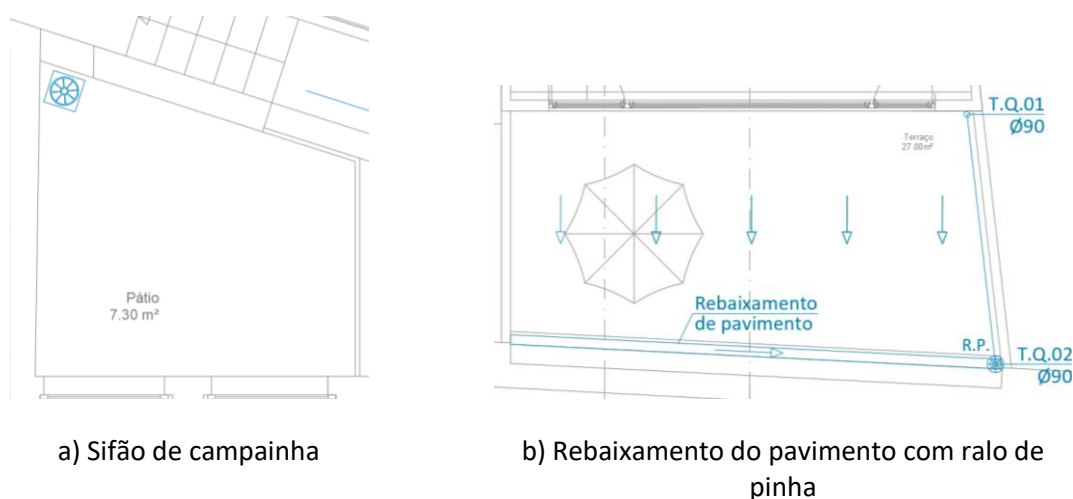 Pátio
7.30 m²
T.Q.01
Ø90
Terraço
27.00m²
Rebaixamento
de pavimento
R.P.
T.Q.02
Ø90
a) Sifão de campainha
b) Rebaixamento do pavimento com ralo de
pinha